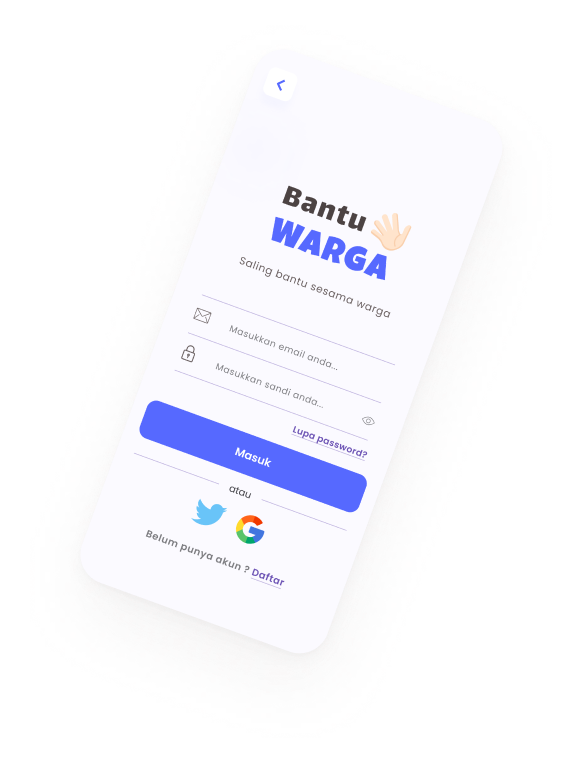 Bantu
WARGA
Saling bantu sesama warga
Masukkan email anda...
Masukkan sandi anda...
Lupa password?
Masuk
atau
Belum punya akun ? Daftar